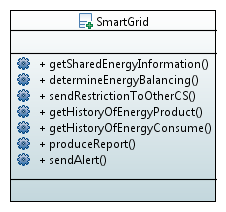 SmartGrid
+ getSharedEnergyInformation()
+ determineEnergyBalancing()
+ sendRestrictionToOtherCS()
+ getHistoryOfEnergyProduct()
+ getHistoryOfEnergyConsume()
+ produceReport()
+ sendAlert()